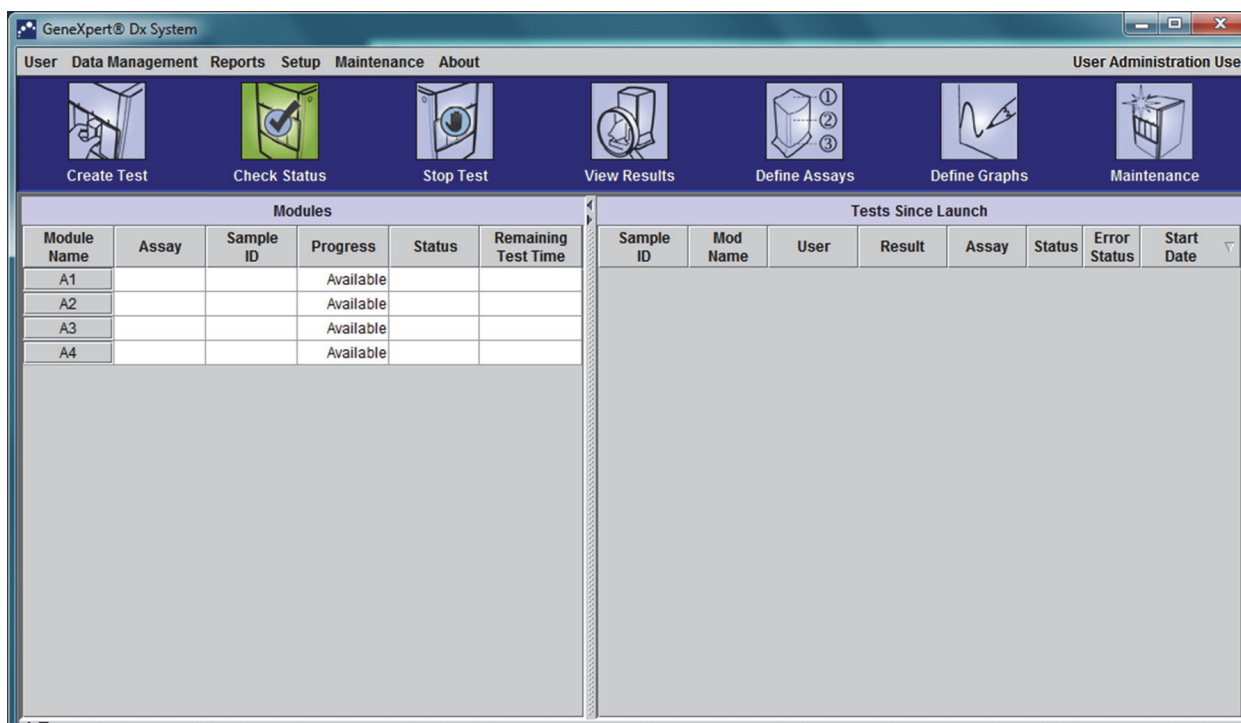 GeneXpert® Dx System
User Data Management Reports Setup Maintenance About User Administration Use
① ② ③
Create Test Check Status Stop Test View Results Define Assays Define Graphs Maintenance
Modules Tests Since Launch
Module Name Assay Sample ID Progress Status Remaining Test Time Sample ID Mod Name User Result Assay Status Error Status Start Date
A1 Available
A2 Available
A3 Available
A4 Available